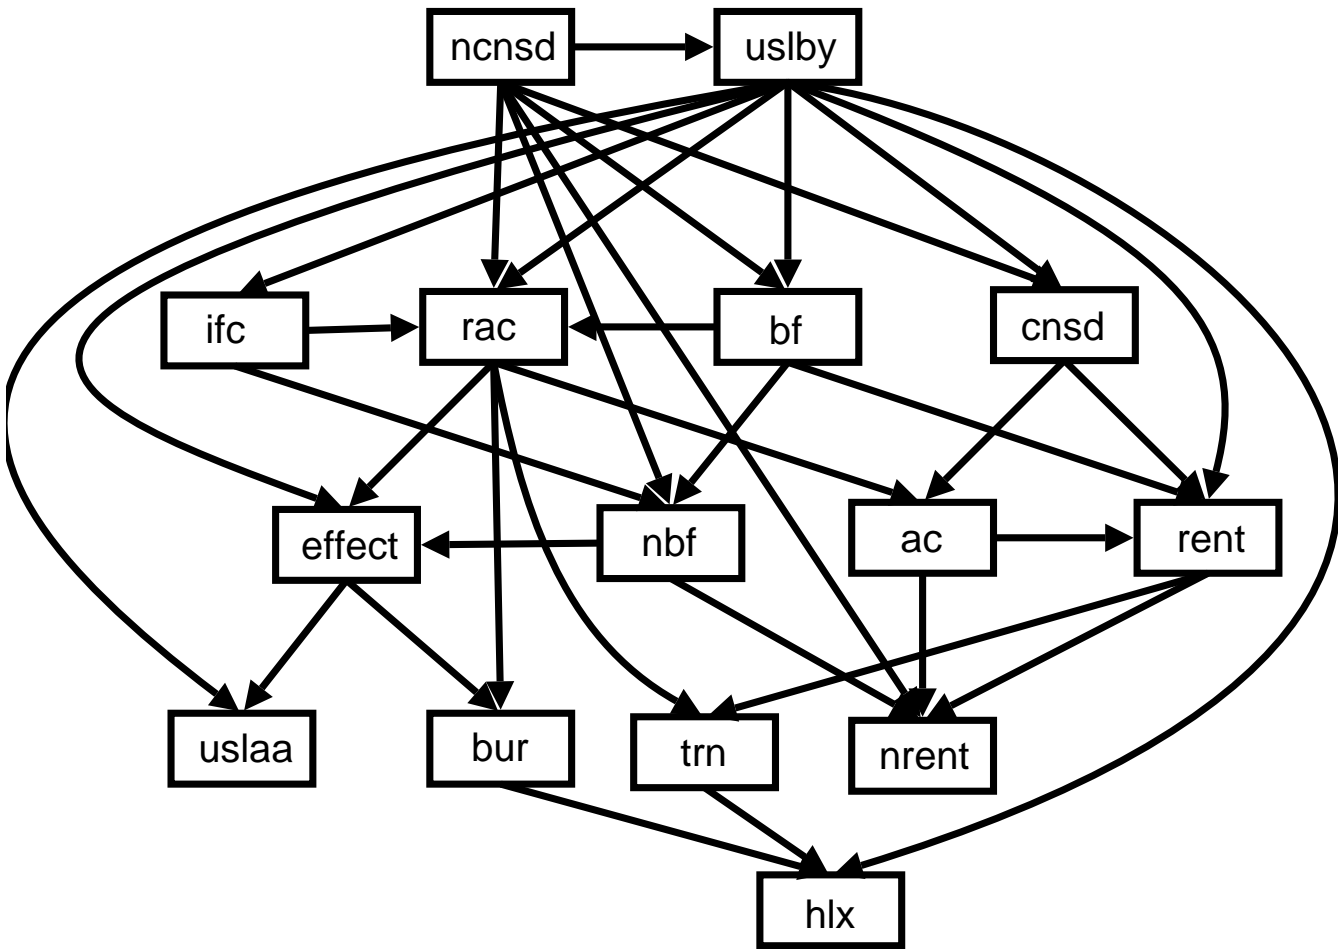 ncnsd
uslby
ifc
rac
bf
cnsd
effect
nbf
ac
rent
uslaa
bur
trn
nrent
hlx